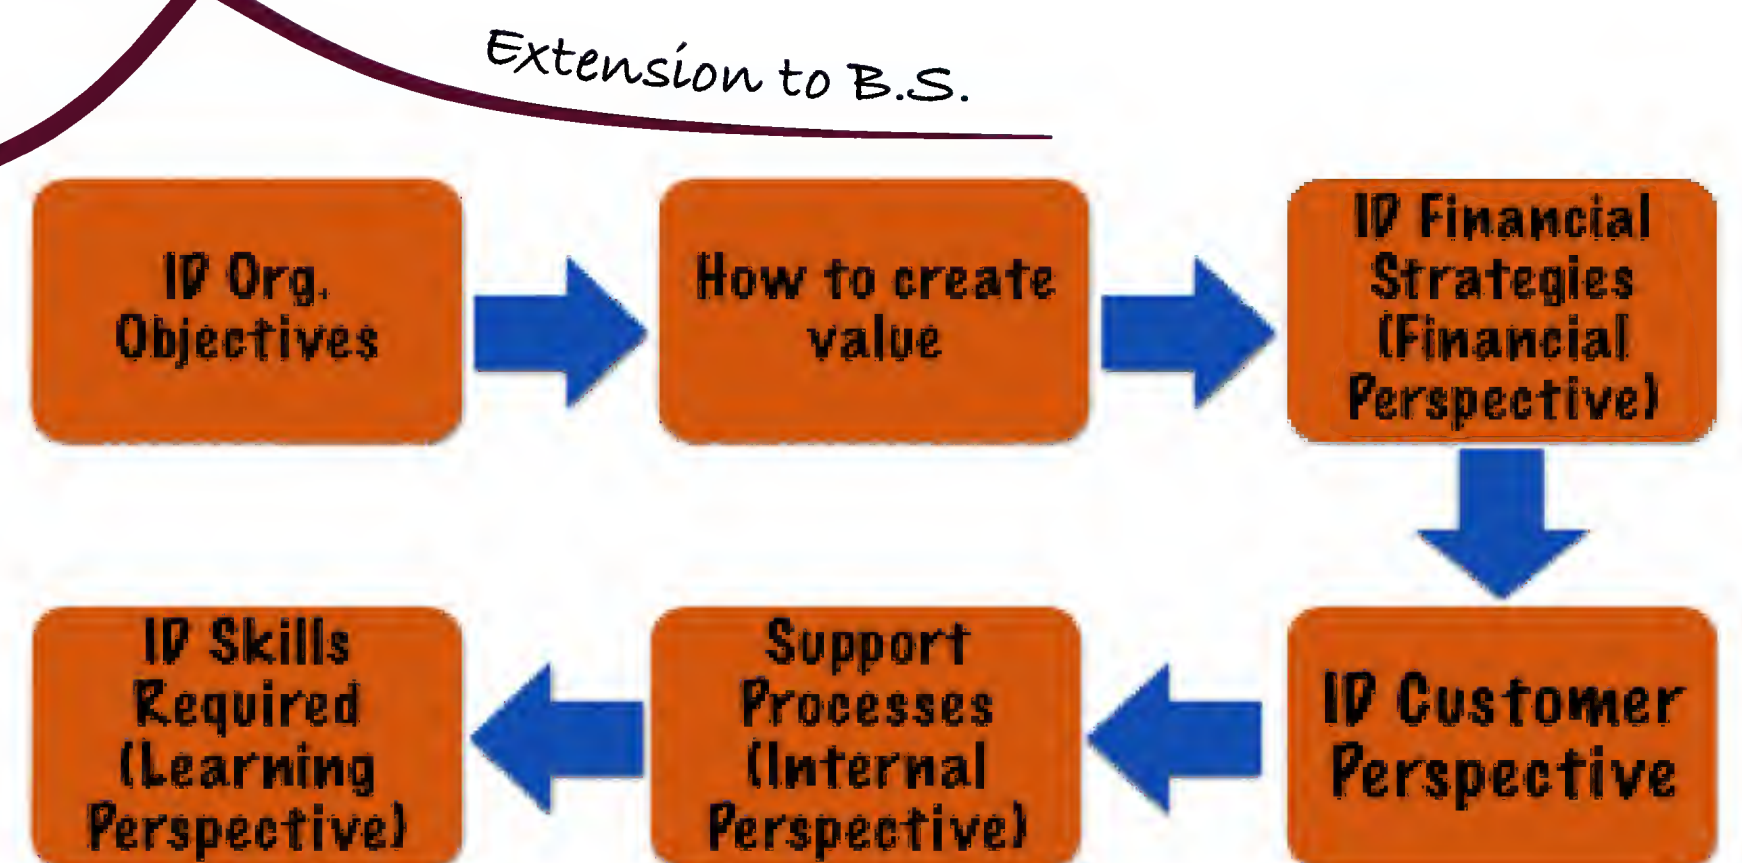 Extension to B.S.
ID Org.
Objectives
How to create
value
ID Financial
Strategies
(Financial
Perspective)
ID Customer
Perspective
Support
Processes
(Internal
Perspective)
ID Skills
Required
(Learning
Perspective)